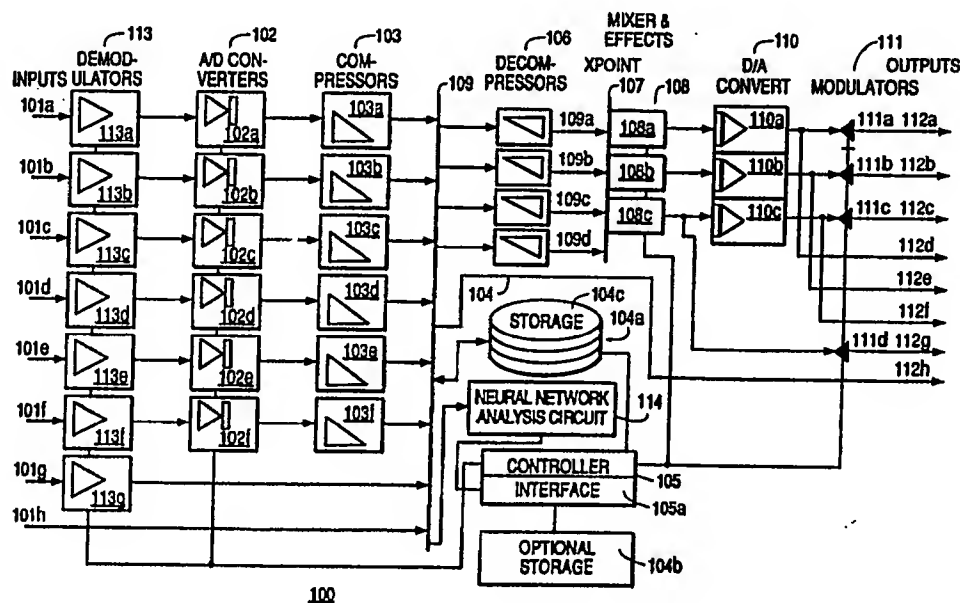 113
DEMOD-
ULATORS
102
A/D CON-
VERTERS
103
COM-
PRESSORS
109
106
DECOM-
PRESSORS
MIXER &
EFFECTS
XPOINT
107
108
110
D/A
CONVERT
111
MODULATORS
OUTPUTS
INPUTS
101a
113a
102a
103a
109a
108a
110a
111a
112a
101b
113b
102b
103b
109b
108b
110b
111b
112b
101c
113c
102c
103c
109c
108c
110c
111c
112c
109d
112d
101d
113d
102d
103d
104
104c
STORAGE
104a
112e
112f
101e
113e
102e
103e
111d
112g
112h
101f
113f
102f
103f
NEURAL NETWORK
ANALYSIS CIRCUIT
114
101g
113g
CONTROLLER
105
INTERFACE
105a
101h
OPTIONAL
STORAGE
104b
100